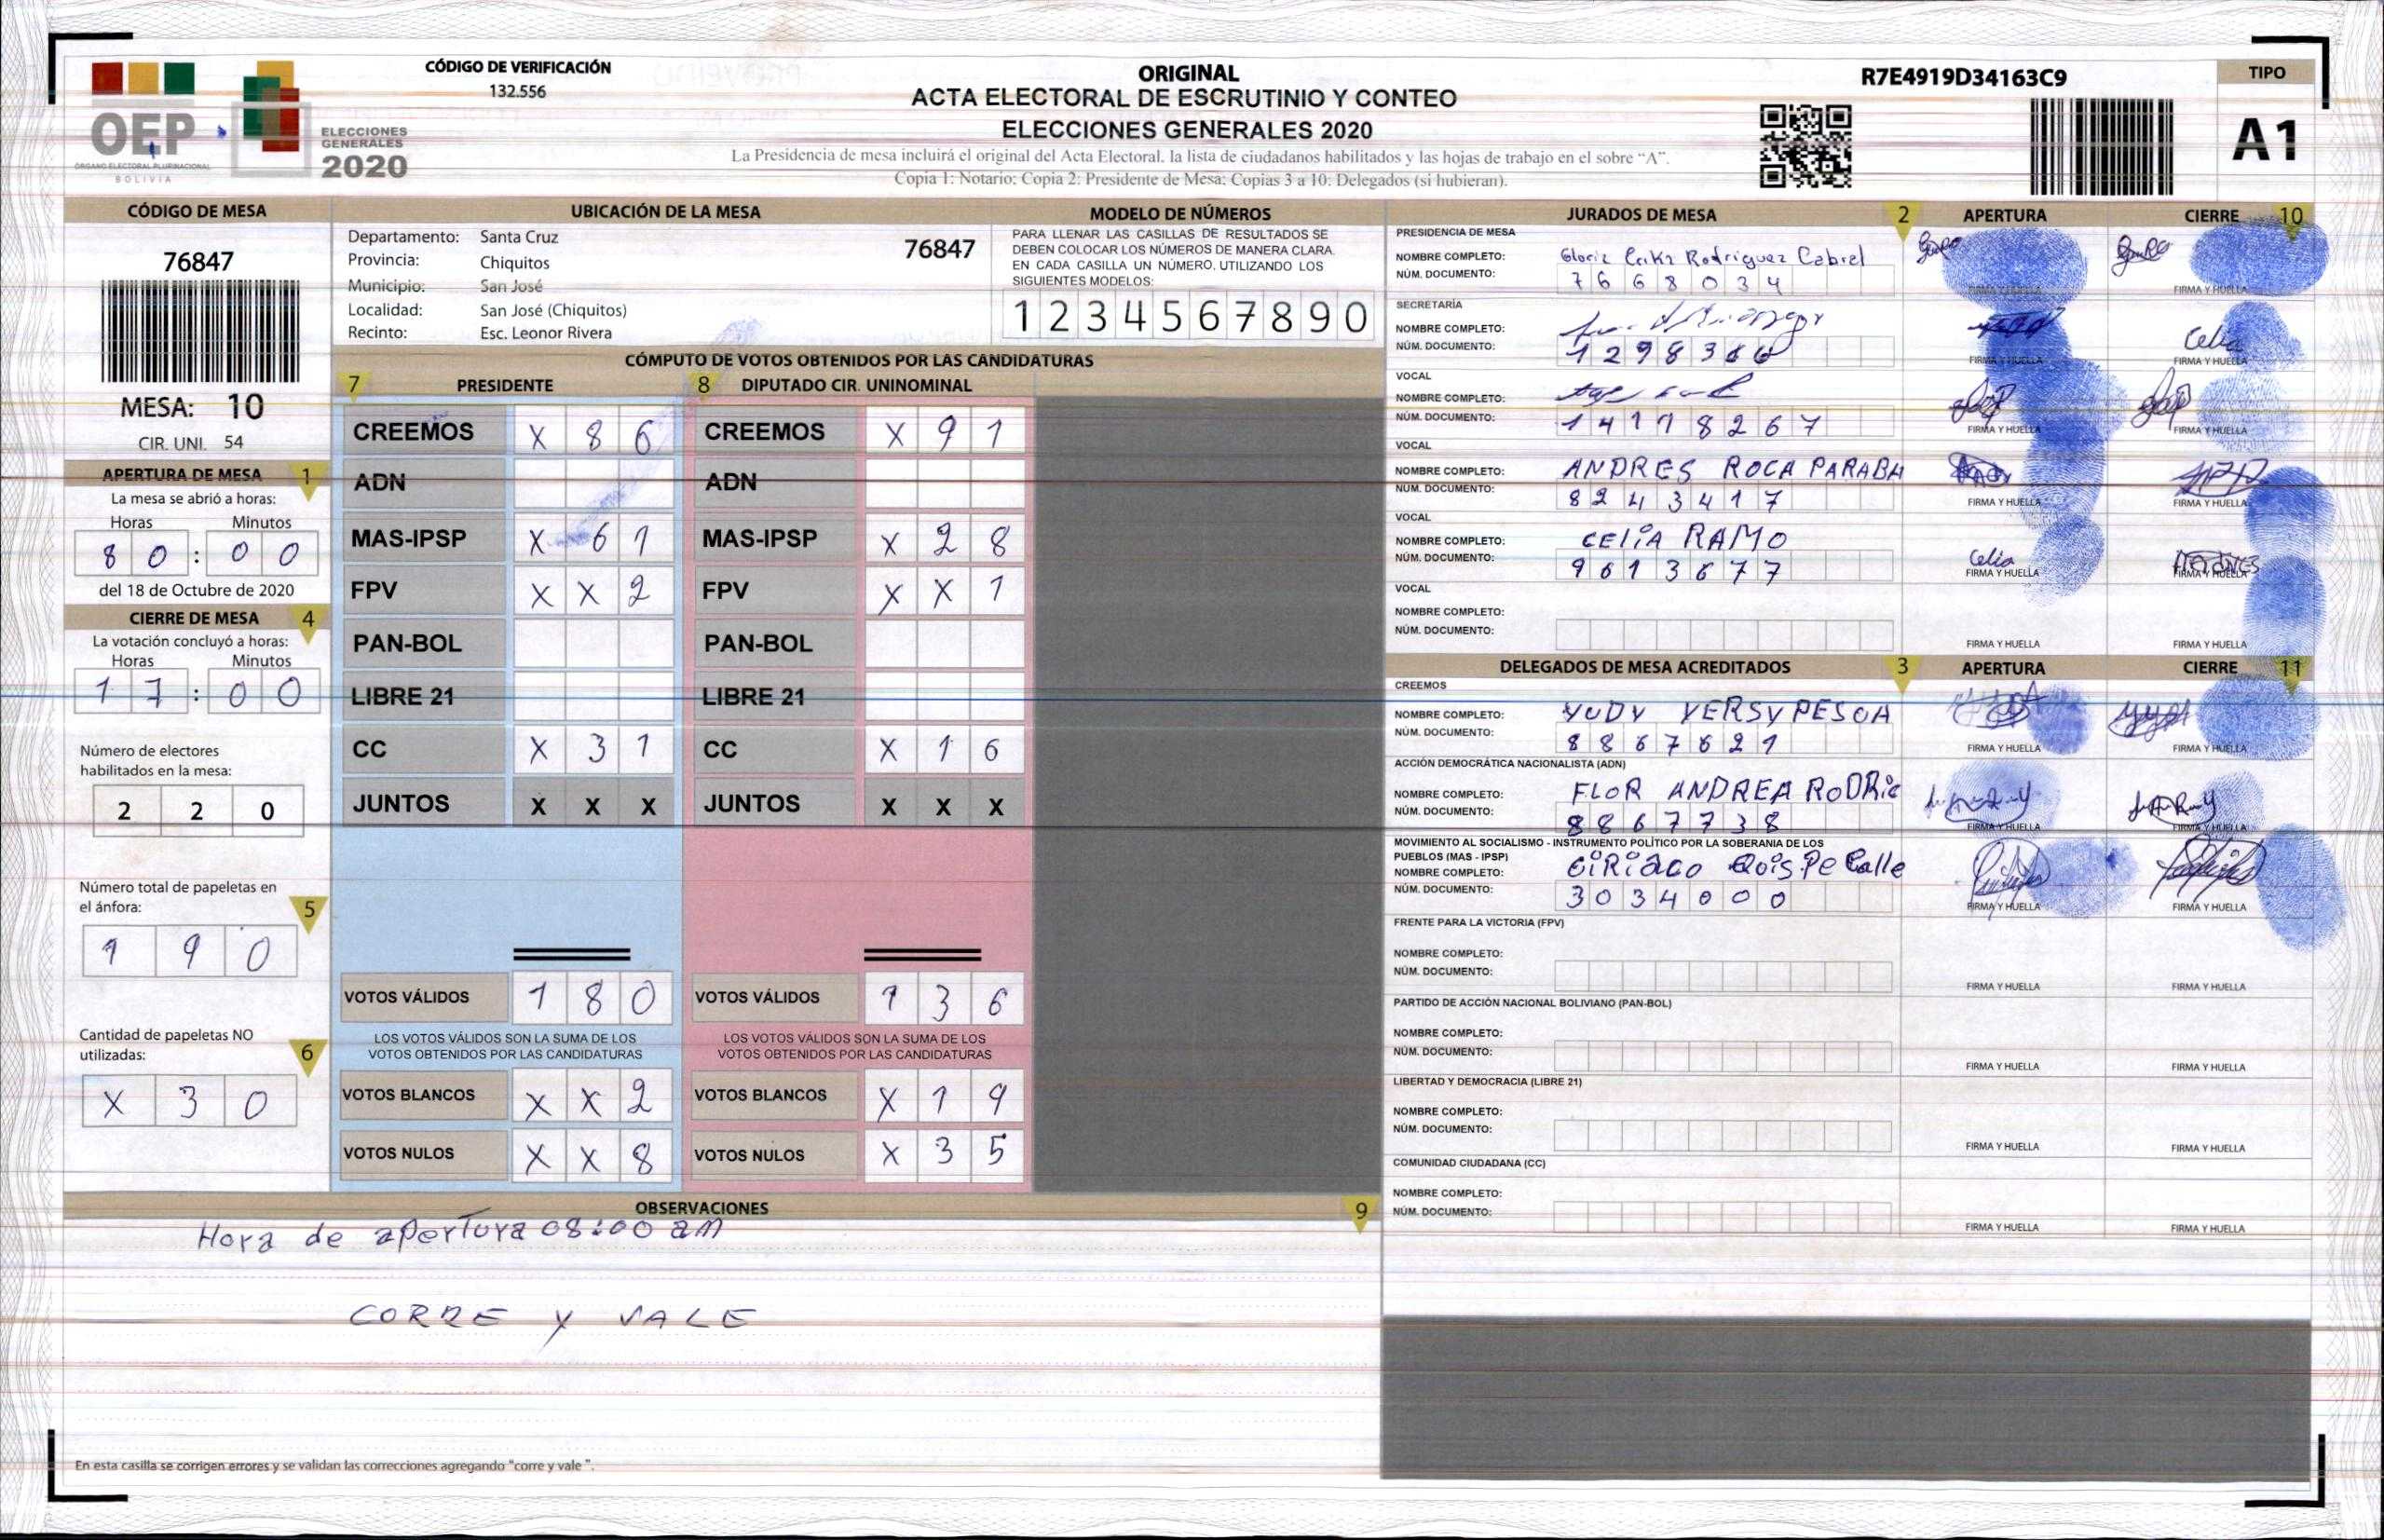 CÓDIGO DE VERIFICACIÓN
132.556
OEP
ÓRGANO ELECTORAL PLURINACIONAL
BOLIVIA
ELECCIONES
GENERALES
2020
ORIGINAL
ACTA ELECTORAL DE ESCRUTINIO Y CONTEO
ELECCIONES GENERALES 2020
La Presidencia de mesa incluirá el original del Acta Electoral, la lista de ciudadanos habilitados y las hojas de trabajo en el sobre "A".
Copia 1: Notario; Copia 2: Presidente de Mesa; Copias 3 a 10: Delegados (si hubieran).
R7E4919D34163C9
TIPO
A1
CÓDIGO DE MESA
76847
MESA: 10
CIR. UNI. 54
APERTURA DE MESA 1
La mesa se abrió a horas:
Horas Minutos
8 0 : 0 0
del 18 de Octubre de 2020
CIERRE DE MESA 4
La votación concluyó a horas:
Horas Minutos
1 7 : 0 0
Número de electores
habilitados en la mesa:
2 2 0
Número total de papeletas en
el ánfora: 5
1 9 0
Cantidad de papeletas NO
utilizadas: 6
X 3 0
UBICACIÓN DE LA MESA
Departamento: Santa Cruz 76847
Provincia: Chiquitos
Municipio: San José
Localidad: San José (Chiquitos)
Recinto: Esc. Leonor Rivera
MODELO DE NÚMEROS
PARA LLENAR LAS CASILLAS DE RESULTADOS SE
DEBEN COLOCAR LOS NÚMEROS DE MANERA CLARA.
EN CADA CASILLA UN NÚMERO. UTILIZANDO LOS
SIGUIENTES MODELOS:
1 2 3 4 5 6 7 8 9 0
CÓMPUTO DE VOTOS OBTENIDOS POR LAS CANDIDATURAS
7 PRESIDENTE 8 DIPUTADO CIR. UNINOMINAL
CREEMOS X 8 6 CREEMOS X 9 1
ADN ADN
MAS-IPSP X 6 1 MAS-IPSP X 2 8
FPV X X 2 FPV X X 1
PAN-BOL PAN-BOL
LIBRE 21 LIBRE 21
CC X 3 1 CC X 1 6
JUNTOS X X X JUNTOS X X X
VOTOS VÁLIDOS 1 8 0 VOTOS VÁLIDOS 1 3 6
LOS VOTOS VÁLIDOS SON LA SUMA DE LOS LOS VOTOS VÁLIDOS SON LA SUMA DE LOS
VOTOS OBTENIDOS POR LAS CANDIDATURAS VOTOS OBTENIDOS POR LAS CANDIDATURAS
VOTOS BLANCOS X X 2 VOTOS BLANCOS X 1 9
VOTOS NULOS X X 8 VOTOS NULOS X 3 5
OBSERVACIONES 9
Hora de apertura 08:00 am
CORRE Y VALE
En esta casilla se corrigen errores y se validan las correcciones agregando "corre y vale ".
JURADOS DE MESA 2 APERTURA CIERRE 10
PRESIDENCIA DE MESA
NOMBRE COMPLETO: Gloria Erika Rodriguez Cabral
NÚM. DOCUMENTO: 7 6 6 8 0 3 4
FIRMA Y HUELLA FIRMA Y HUELLA
SECRETARÍA
NOMBRE COMPLETO:
NÚM. DOCUMENTO: Celia
FIRMA Y HUELLA FIRMA Y HUELLA
VOCAL
NOMBRE COMPLETO:
NÚM. DOCUMENTO:
FIRMA Y HUELLA FIRMA Y HUELLA
VOCAL
NOMBRE COMPLETO: ANDRES ROCA PARABA
NÚM. DOCUMENTO: 8 2 4 3 4 1 7
FIRMA Y HUELLA FIRMA Y HUELLA
VOCAL
NOMBRE COMPLETO: CELIA RAMO
NÚM. DOCUMENTO: 9 6 1 3 6 7 7 Celia
FIRMA Y HUELLA FIRMA Y HUELLA
VOCAL
NOMBRE COMPLETO:
NÚM. DOCUMENTO:
FIRMA Y HUELLA FIRMA Y HUELLA
DELEGADOS DE MESA ACREDITADOS 3 APERTURA CIERRE 11
CREEMOS
NOMBRE COMPLETO: YUDY YERSY PESOA
NÚM. DOCUMENTO: 8 8 6 7 6 2 1
FIRMA Y HUELLA FIRMA Y HUELLA
ACCIÓN DEMOCRÁTICA NACIONALISTA (ADN)
NOMBRE COMPLETO: FLOR ANDREA RODRIG
NÚM. DOCUMENTO: 8 8 6 7 7 3 8
FIRMA Y HUELLA FIRMA Y HUELLA
MOVIMIENTO AL SOCIALISMO - INSTRUMENTO POLÍTICO POR LA SOBERANIA DE LOS
PUEBLOS (MAS - IPSP)
NOMBRE COMPLETO: CiRiaco Quispe Calle
NÚM. DOCUMENTO: 3 0 3 4 0 0 0
FIRMA Y HUELLA FIRMA Y HUELLA
FRENTE PARA LA VICTORIA (FPV)
NOMBRE COMPLETO:
NÚM. DOCUMENTO:
FIRMA Y HUELLA FIRMA Y HUELLA
PARTIDO DE ACCIÓN NACIONAL BOLIVIANO (PAN-BOL)
NOMBRE COMPLETO:
NÚM. DOCUMENTO:
FIRMA Y HUELLA FIRMA Y HUELLA
LIBERTAD Y DEMOCRACIA (LIBRE 21)
NOMBRE COMPLETO:
NÚM. DOCUMENTO:
FIRMA Y HUELLA FIRMA Y HUELLA
COMUNIDAD CIUDADANA (CC)
NOMBRE COMPLETO:
NÚM. DOCUMENTO:
FIRMA Y HUELLA FIRMA Y HUELLA